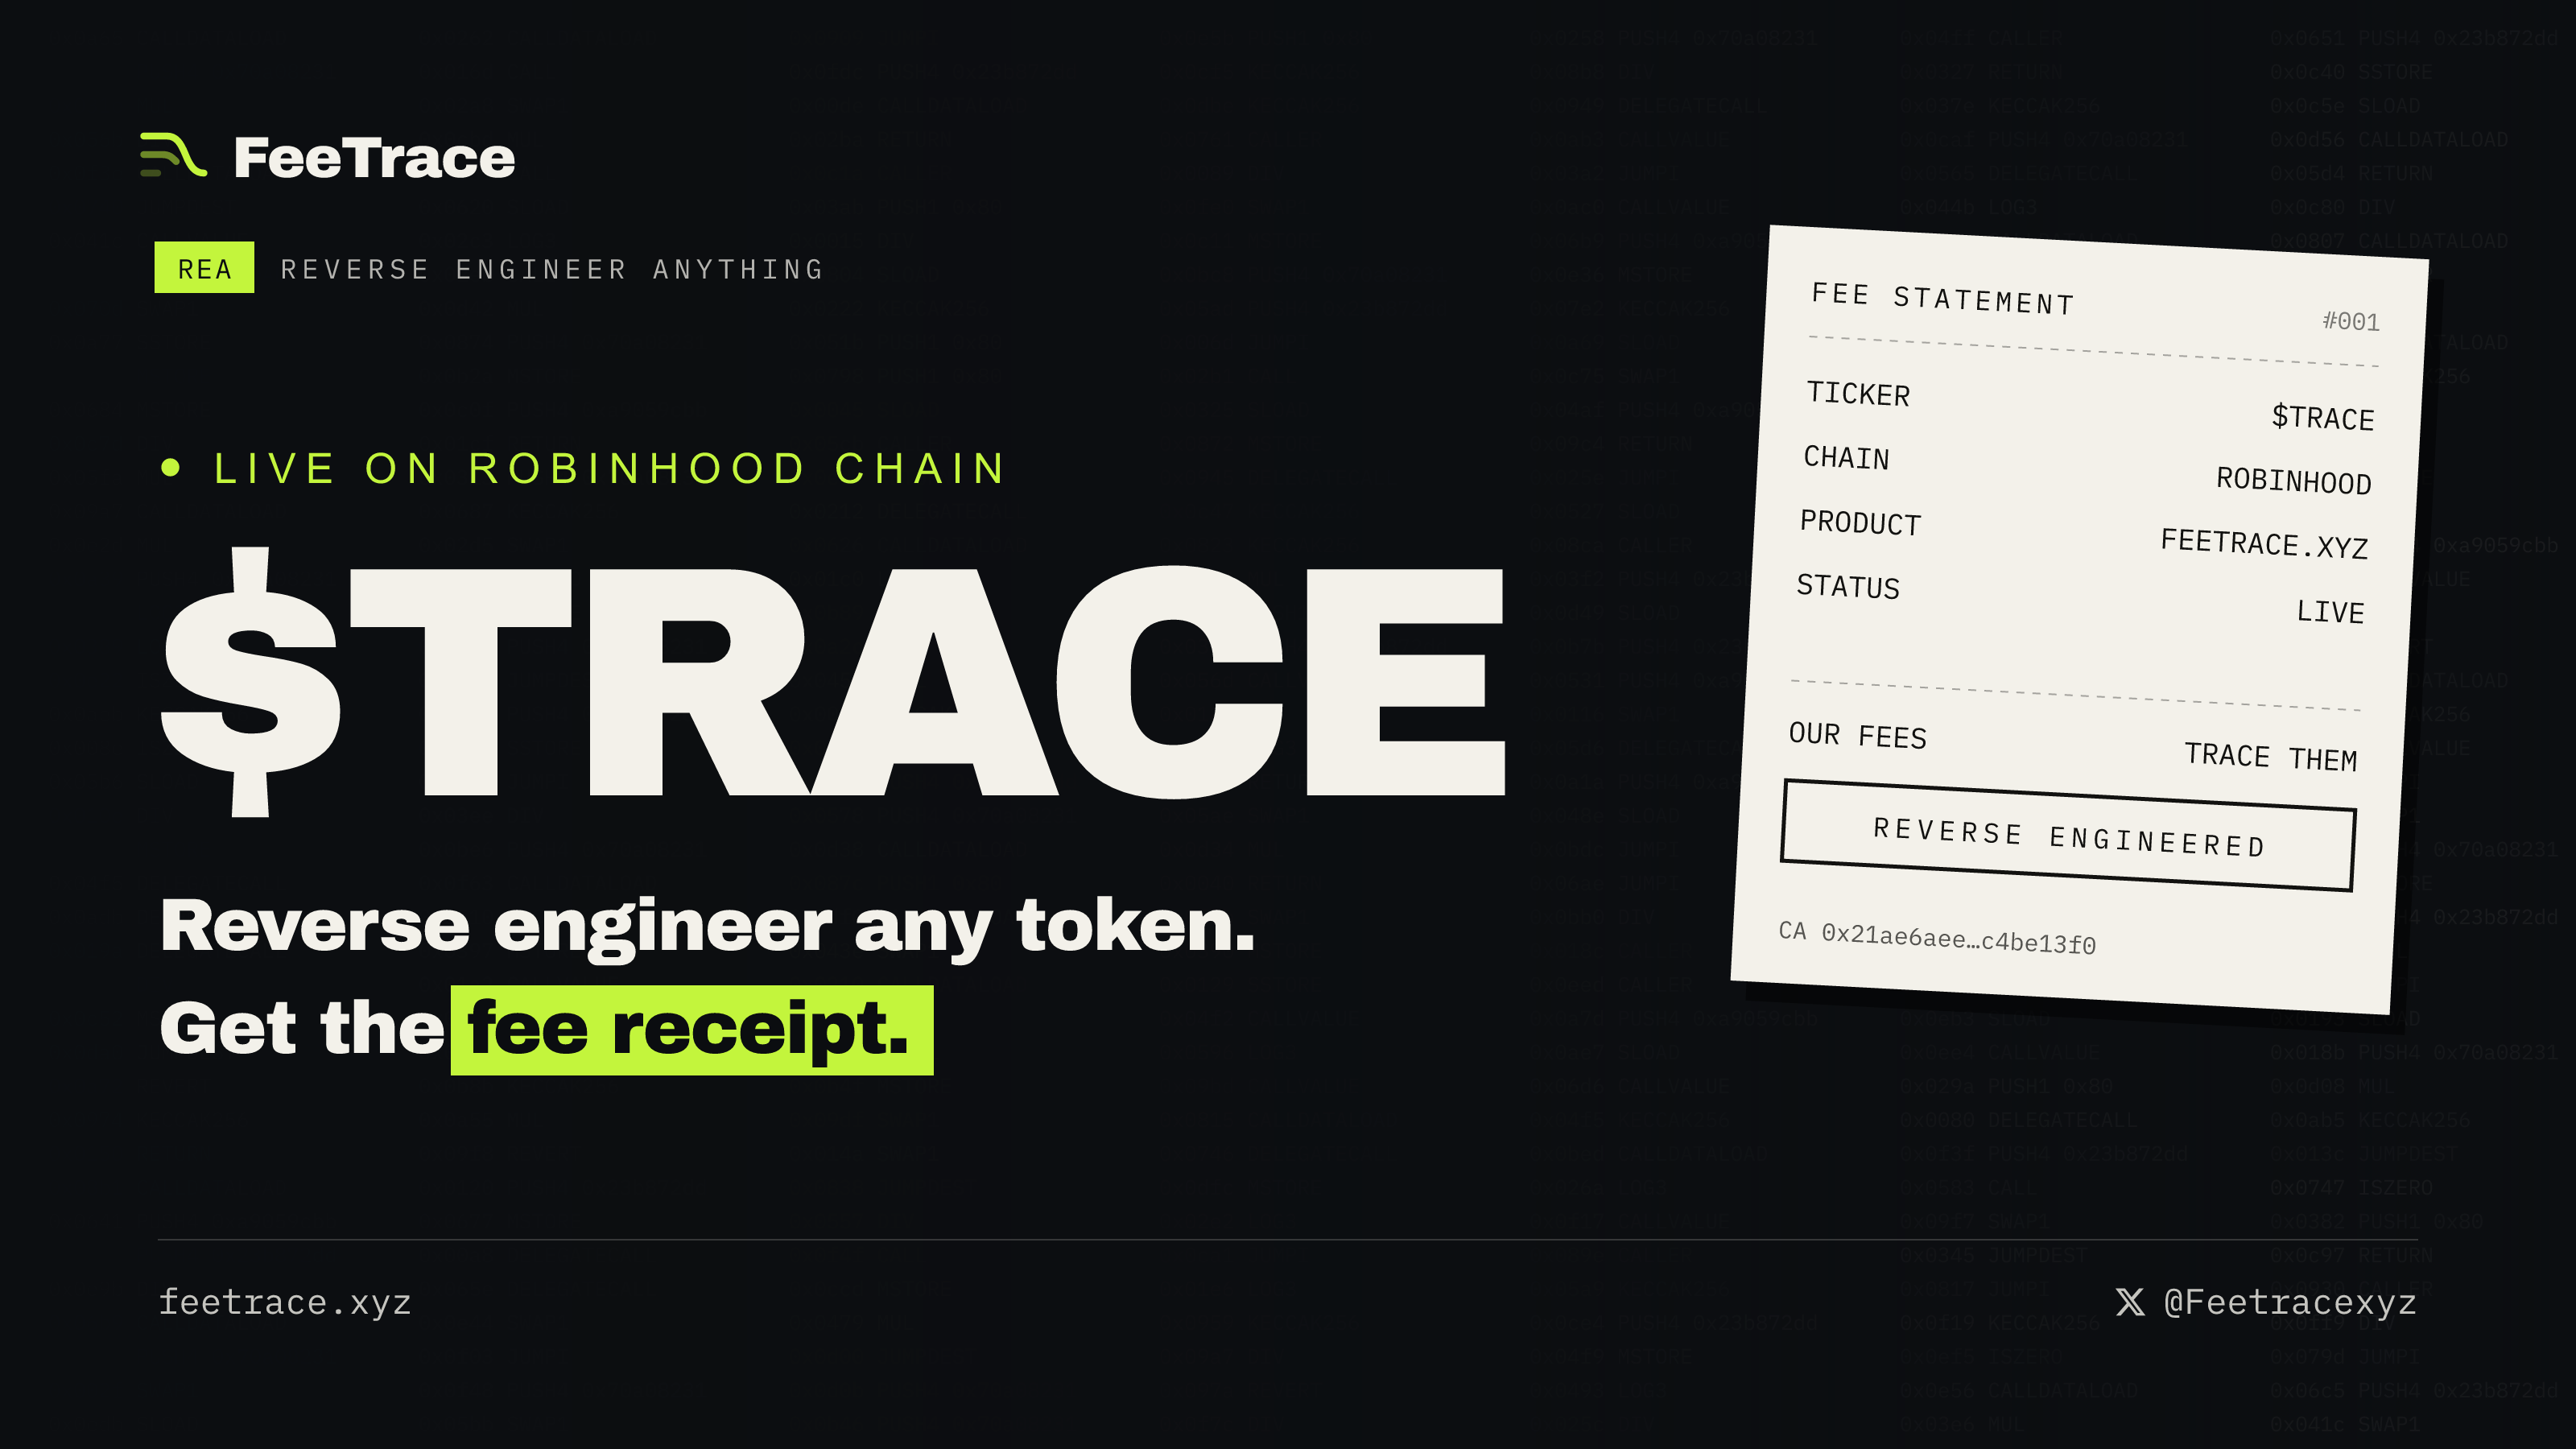 FeeTrace
REA REVERSE ENGINEER ANYTHING
• LIVE ON ROBINHOOD CHAIN
$TRACE
Reverse engineer any token.
Get the fee receipt.
FEE STATEMENT #001
TICKER $TRACE
CHAIN ROBINHOOD
PRODUCT FEETRACE.XYZ
STATUS LIVE
OUR FEES TRACE THEM
REVERSE ENGINEERED
CA 0x21ae6aee…c4be13f0
feetrace.xyz
X @Feetracexyz